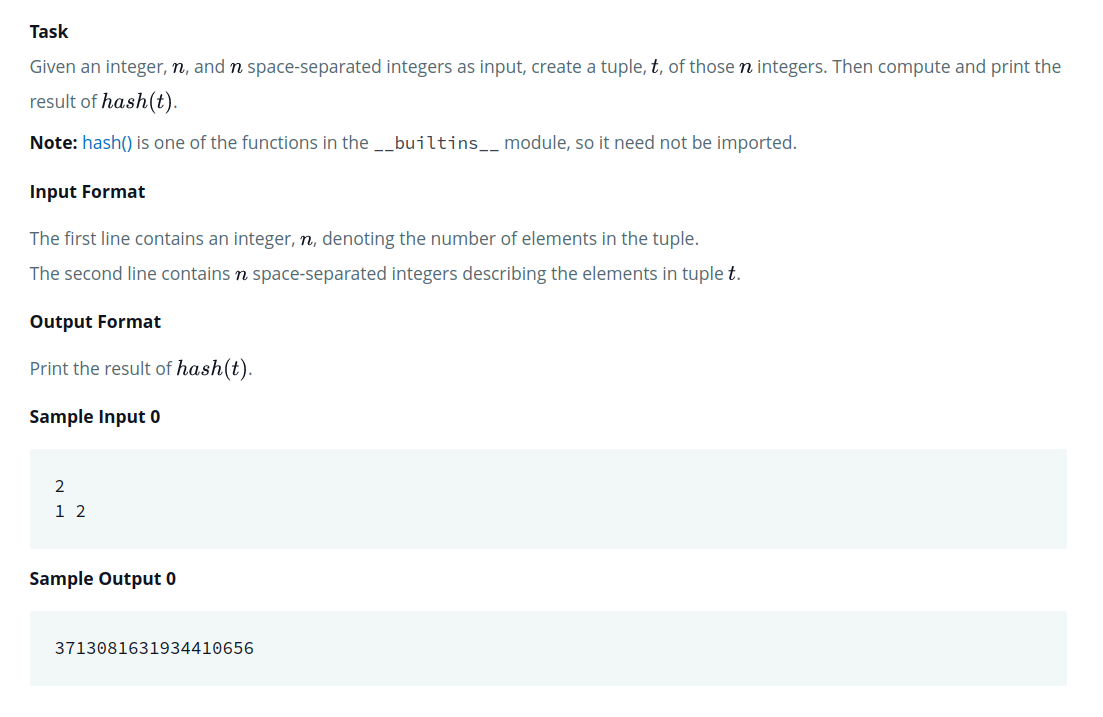 Task
Given an integer, n, and n space-separated integers as input, create a tuple, t, of those n integers. Then compute and print the
result of hash(t).
Note: hash() is one of the functions in the __builtins__ module, so it need not be imported.
Input Format
The first line contains an integer, n, denoting the number of elements in the tuple.
The second line contains n space-separated integers describing the elements in tuple t.
Output Format
Print the result of hash(t).
Sample Input 0
2
1 2
Sample Output 0
3713081631934410656